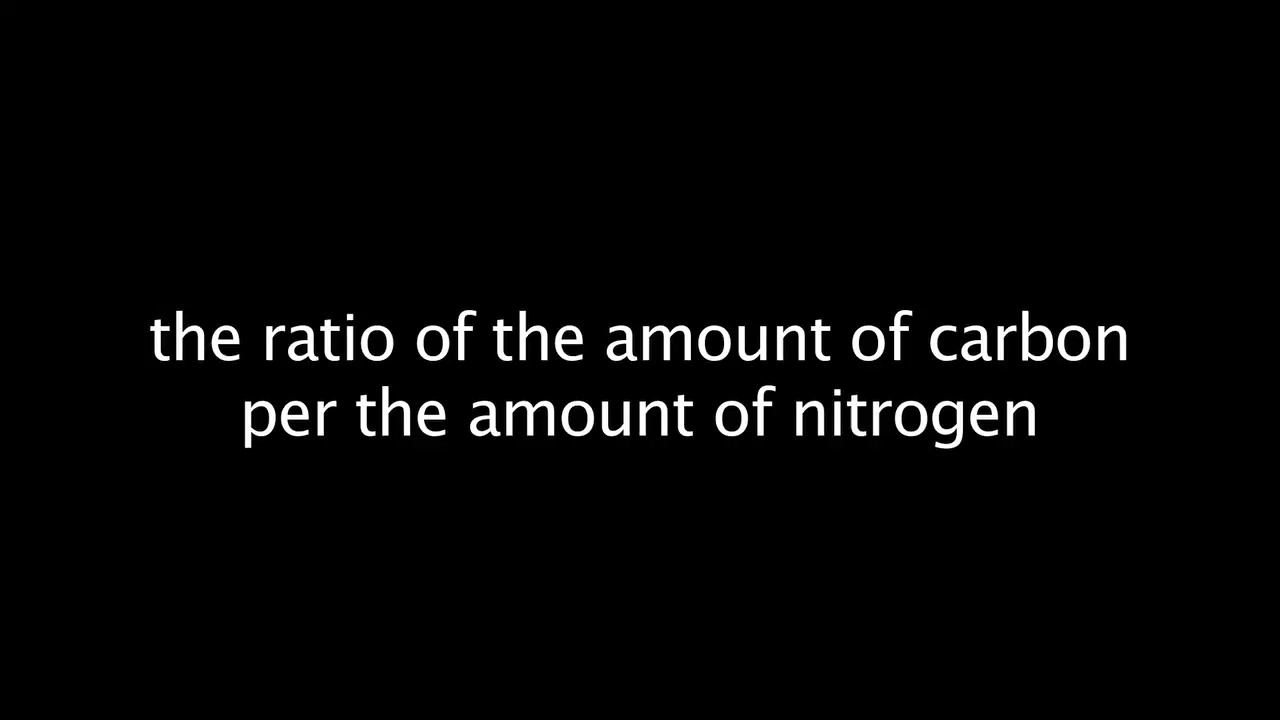 the ratio of the amount of carbon
per the amount of nitrogen